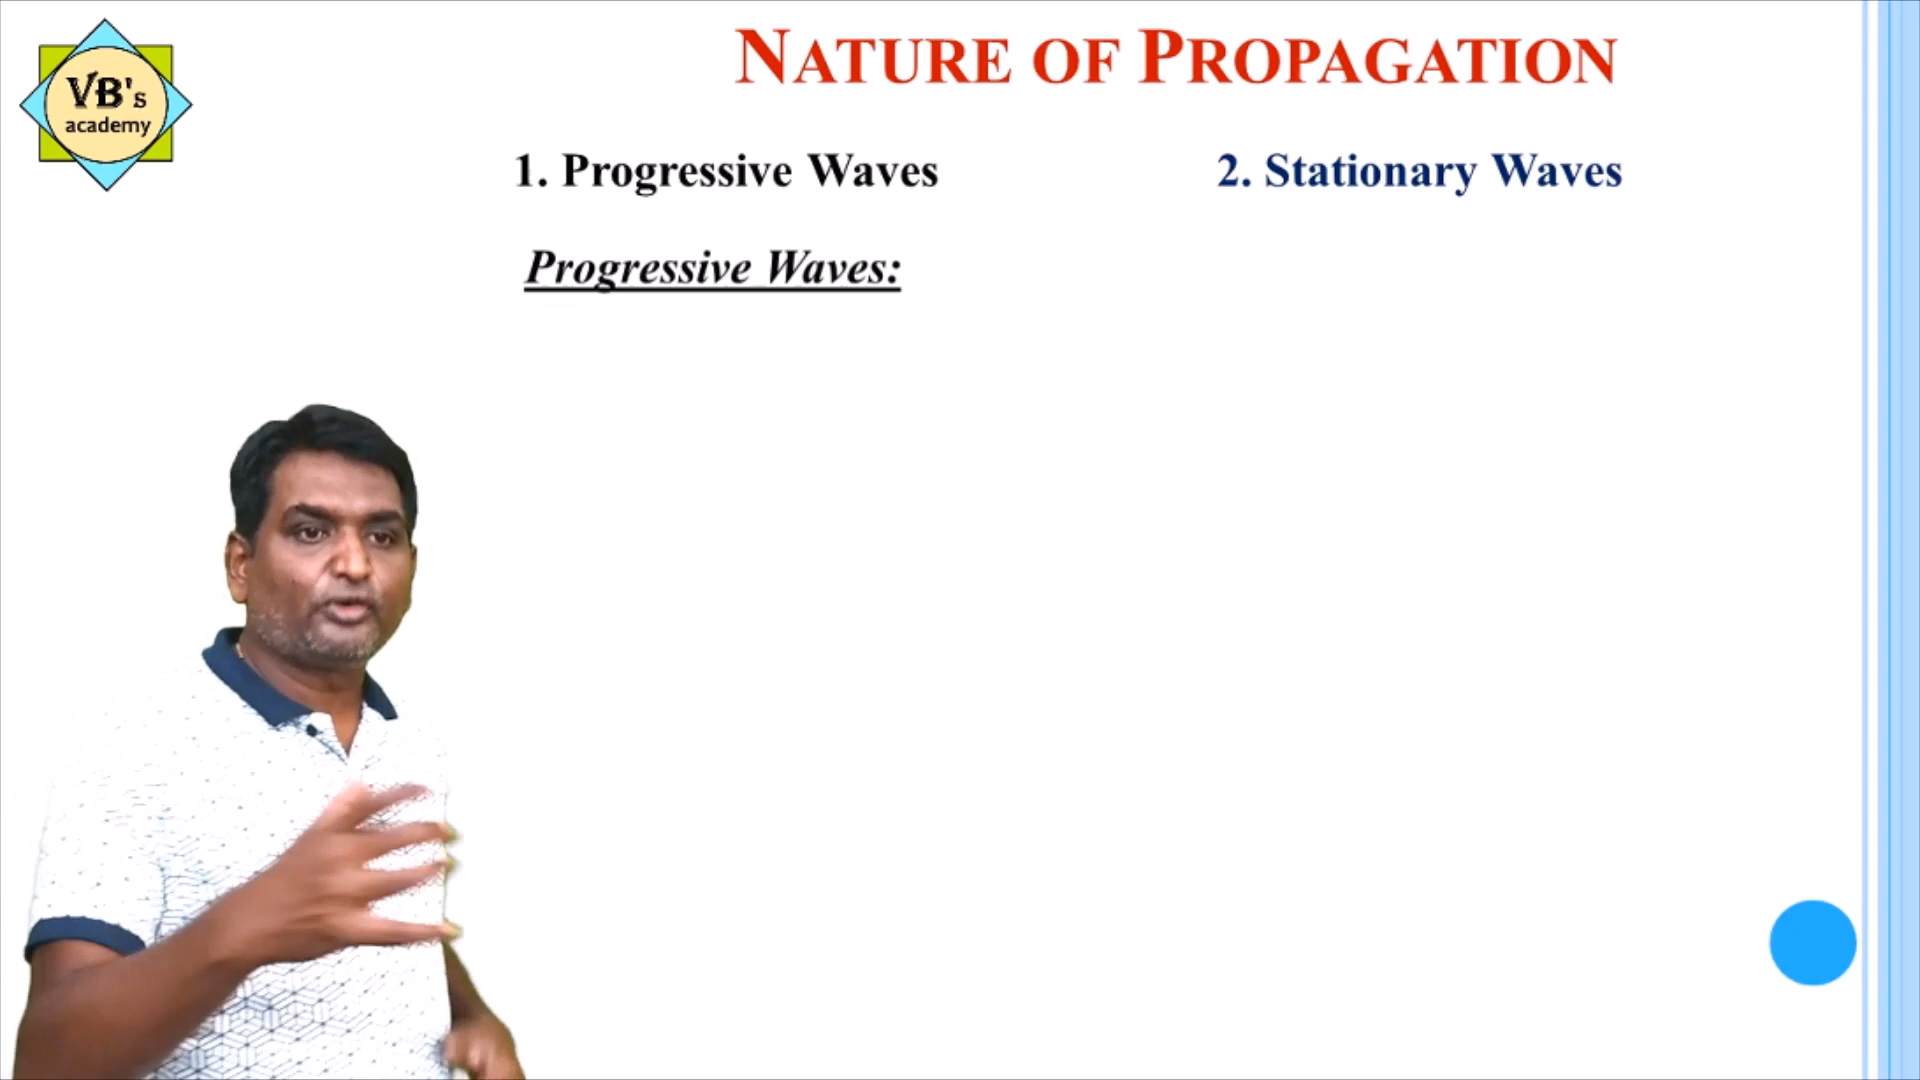 VB's
academy
NATURE OF PROPAGATION
1. Progressive Waves
2. Stationary Waves
Progressive Waves: